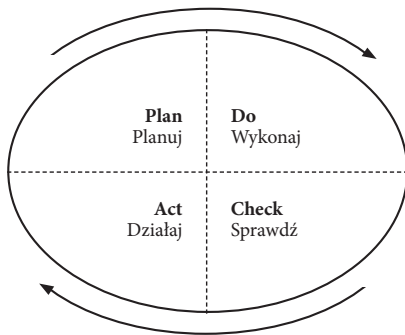 Plan
Planuj
Do
Wykonaj
Act
Działaj
Check
Sprawdź